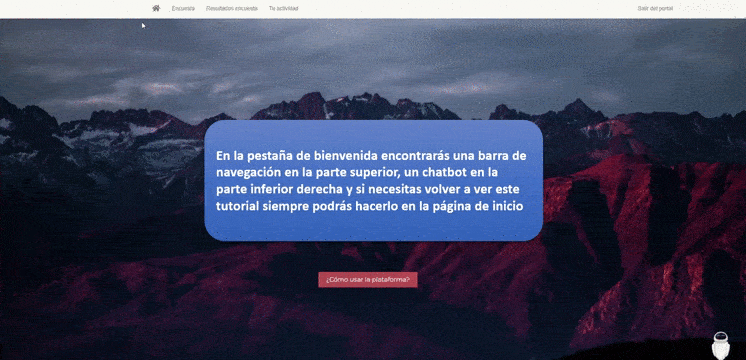 Encuesta Resultados encuesta Tu actividad Salir del portal
En la pestaña de bienvenida encontrarás una barra de
navegación en la parte superior, un chatbot en la
parte inferior derecha y si necesitas volver a ver este
tutorial siempre podrás hacerlo en la página de inicio
¿Cómo usar la plataforma?